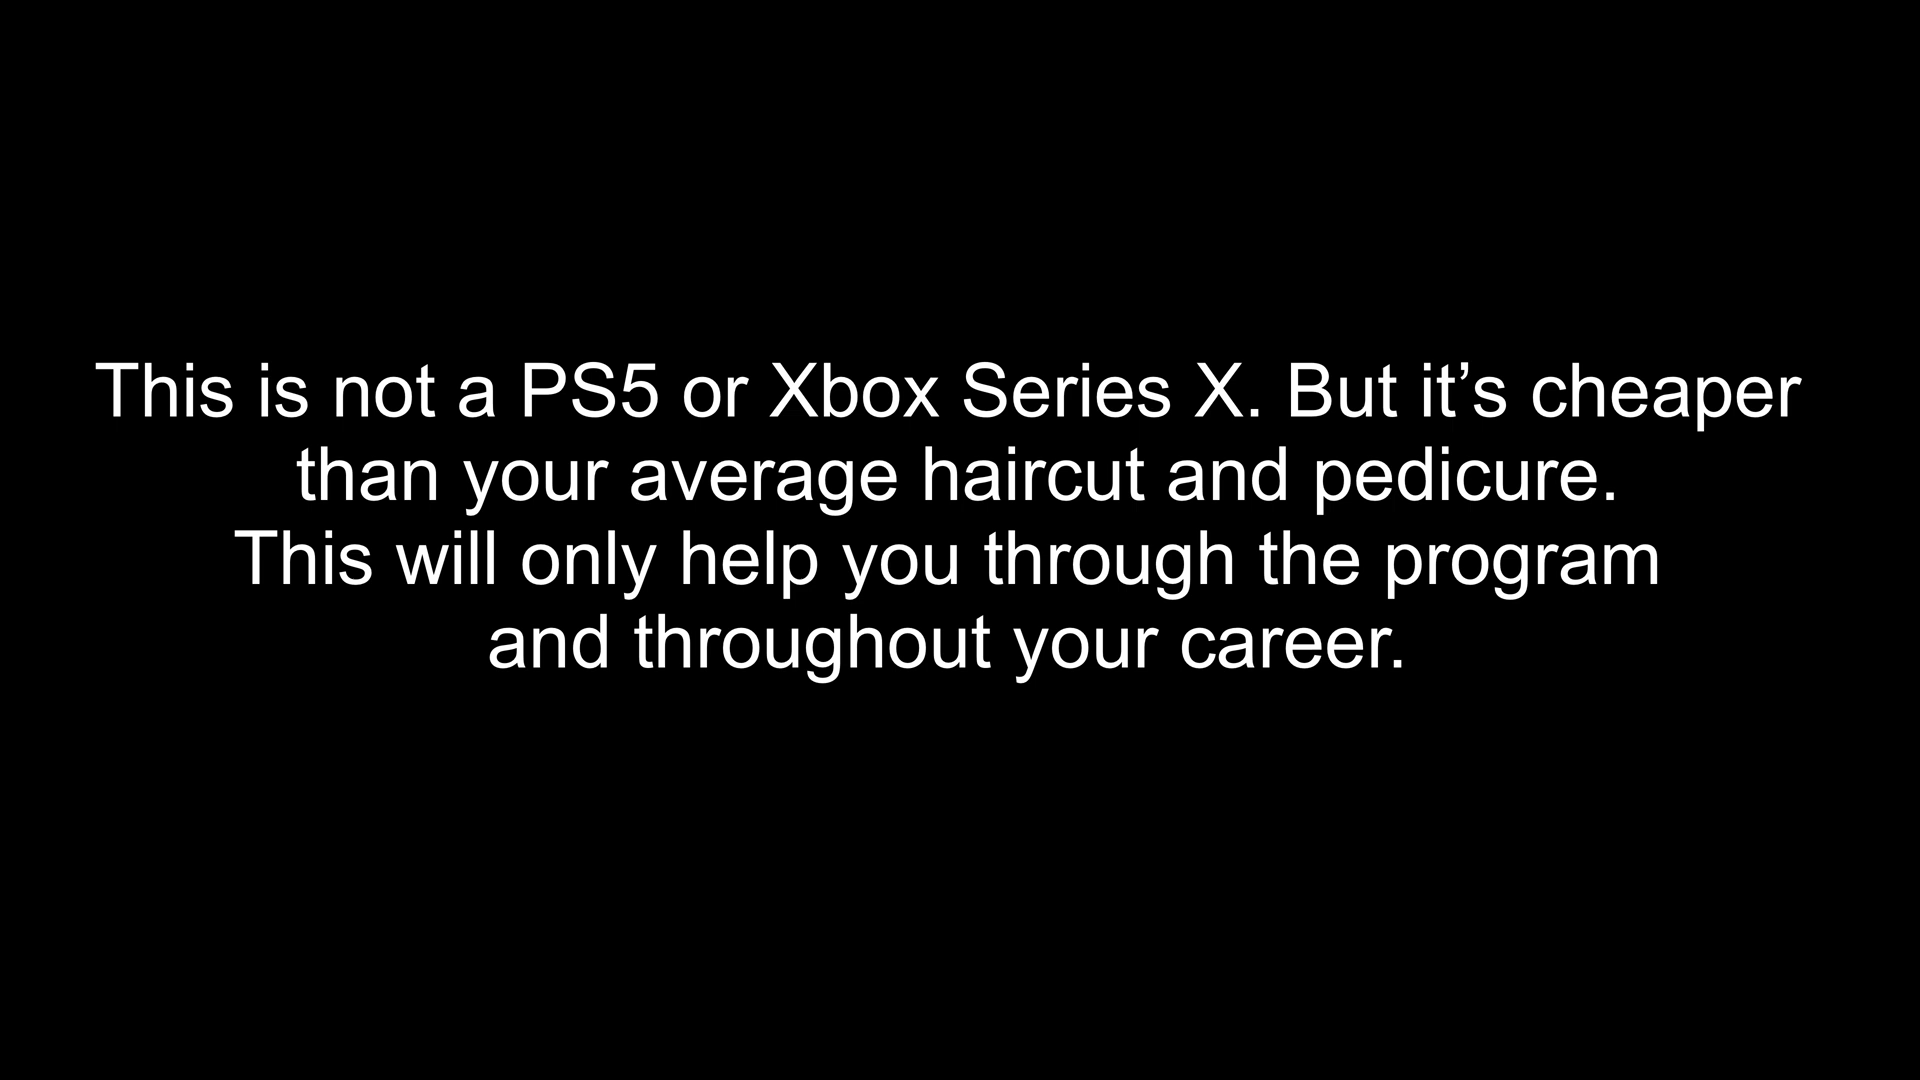 This is not a PS5 or Xbox Series X. But it’s cheaper
than your average haircut and pedicure.
This will only help you through the program
and throughout your career.